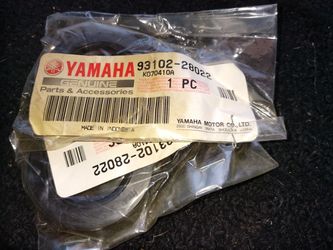 YAMAHA 93102-28022
GENUINE K070410A
Parts & Accessories 1 PC
MADE IN INDONESIA
YAMAHA MOTOR CO., LTD.
93102-28022